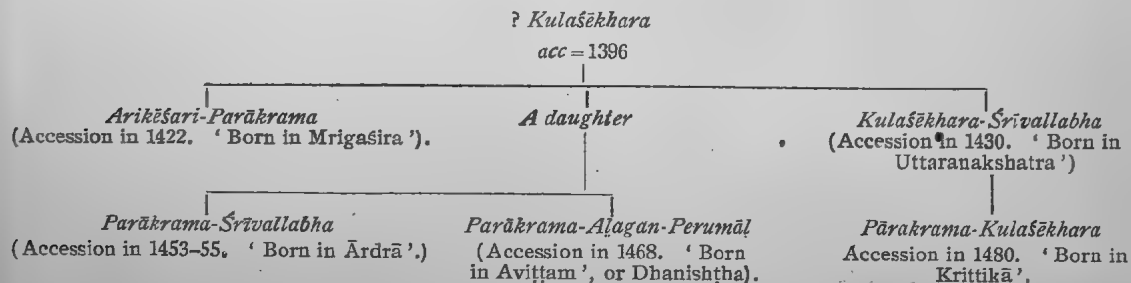 ? Kulaśēkhara
acc = 1396
Arikēśari-Parākrama
(Accession in 1422. ‘ Born in Mrigaśira ’).
A daughter
Kulaśēkhara-Śrīvallabha
(Accession in 1430. ‘ Born in
Uttaranakshatra ’)
Parākrama-Śrīvallabha
(Accession in 1453–55. ‘ Born in Ārdrā ’.)
Parākrama-Aḷagan-Perumāḷ
(Accession in 1468. ‘ Born
in Aviṭṭam ’, or Dhanishṭha).
Pārakrama-Kulaśēkhara
Accession in 1480. ‘ Born in
Krittikā ’.